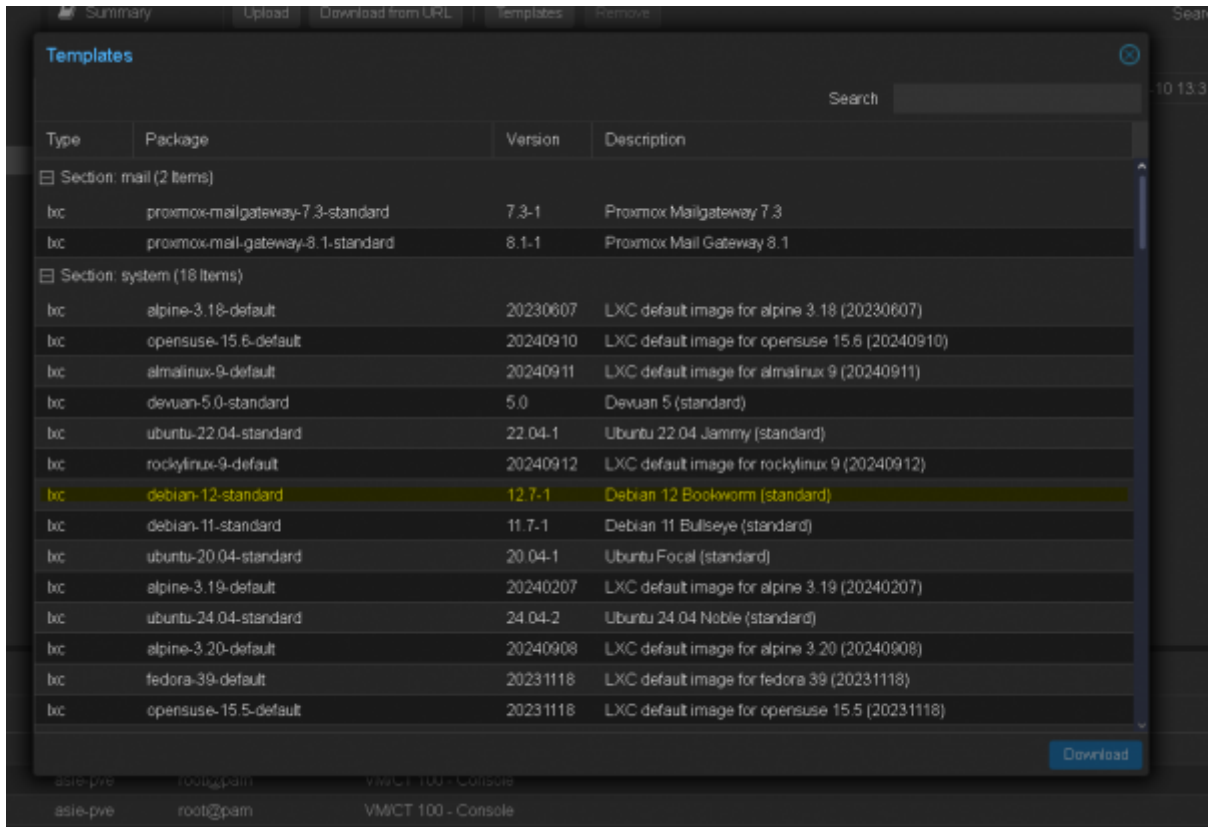 Summary Upload Download from URL Templates Remove Sear
Templates
Search
-10 13:3
Type Package Version Description
Section: mail (2 Items)
lxc proxmox-mailgateway-7.3-standard 7.3-1 Proxmox Mailgateway 7.3
lxc proxmox-mail-gateway-8.1-standard 8.1-1 Proxmox Mail Gateway 8.1
Section: system (18 Items)
lxc alpine-3.18-default 20230607 LXC default image for alpine 3.18 (20230607)
lxc opensuse-15.6-default 20240910 LXC default image for opensuse 15.6 (20240910)
lxc almalinux-9-default 20240911 LXC default image for almalinux 9 (20240911)
lxc devuan-5.0-standard 5.0 Devuan 5 (standard)
lxc ubuntu-22.04-standard 22.04-1 Ubuntu 22.04 Jammy (standard)
lxc rockylinux-9-default 20240912 LXC default image for rockylinux 9 (20240912)
lxc debian-12-standard 12.7-1 Debian 12 Bookworm (standard)
lxc debian-11-standard 11.7-1 Debian 11 Bullseye (standard)
lxc ubuntu-20.04-standard 20.04-1 Ubuntu Focal (standard)
lxc alpine-3.19-default 20240207 LXC default image for alpine 3.19 (20240207)
lxc ubuntu-24.04-standard 24.04-2 Ubuntu 24.04 Noble (standard)
lxc alpine-3.20-default 20240908 LXC default image for alpine 3.20 (20240908)
lxc fedora-39-default 20231118 LXC default image for fedora 39 (20231118)
lxc opensuse-15.5-default 20231118 LXC default image for opensuse 15.5 (20231118)
Download
asie-pve root@pam VM/CT 100 - Console
asie-pve root@pam VM/CT 100 - Console